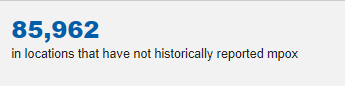 85,962
in locations that have not historically reported mpox